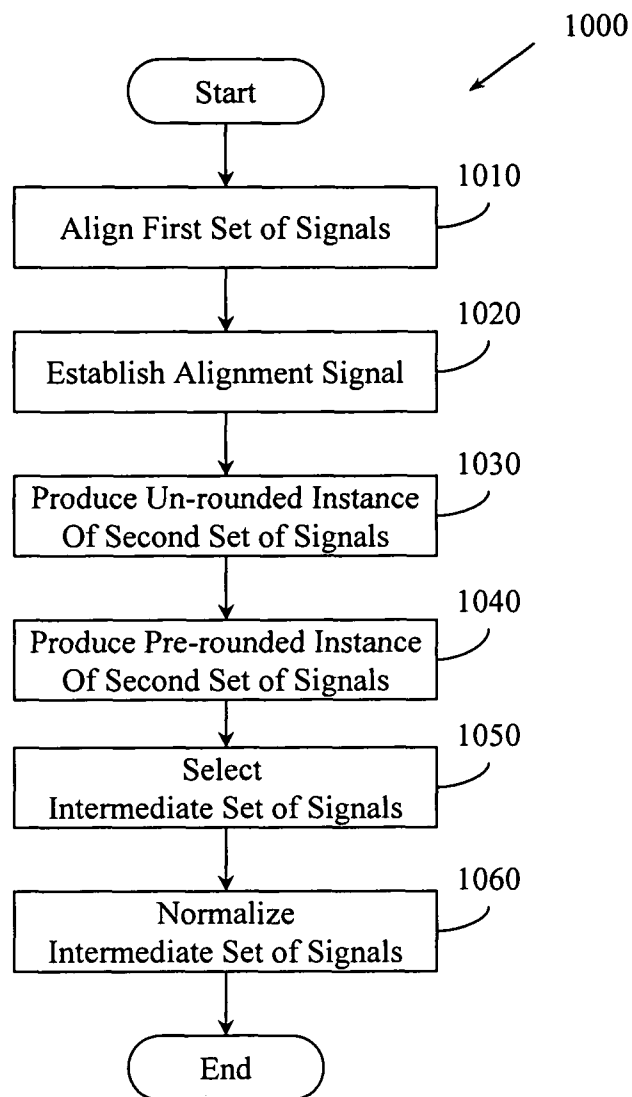 1000
Start
1010
Align First Set of Signals
1020
Establish Alignment Signal
1030
Produce Un-rounded Instance
Of Second Set of Signals
1040
Produce Pre-rounded Instance
Of Second Set of Signals
1050
Select
Intermediate Set of Signals
1060
Normalize
Intermediate Set of Signals
End